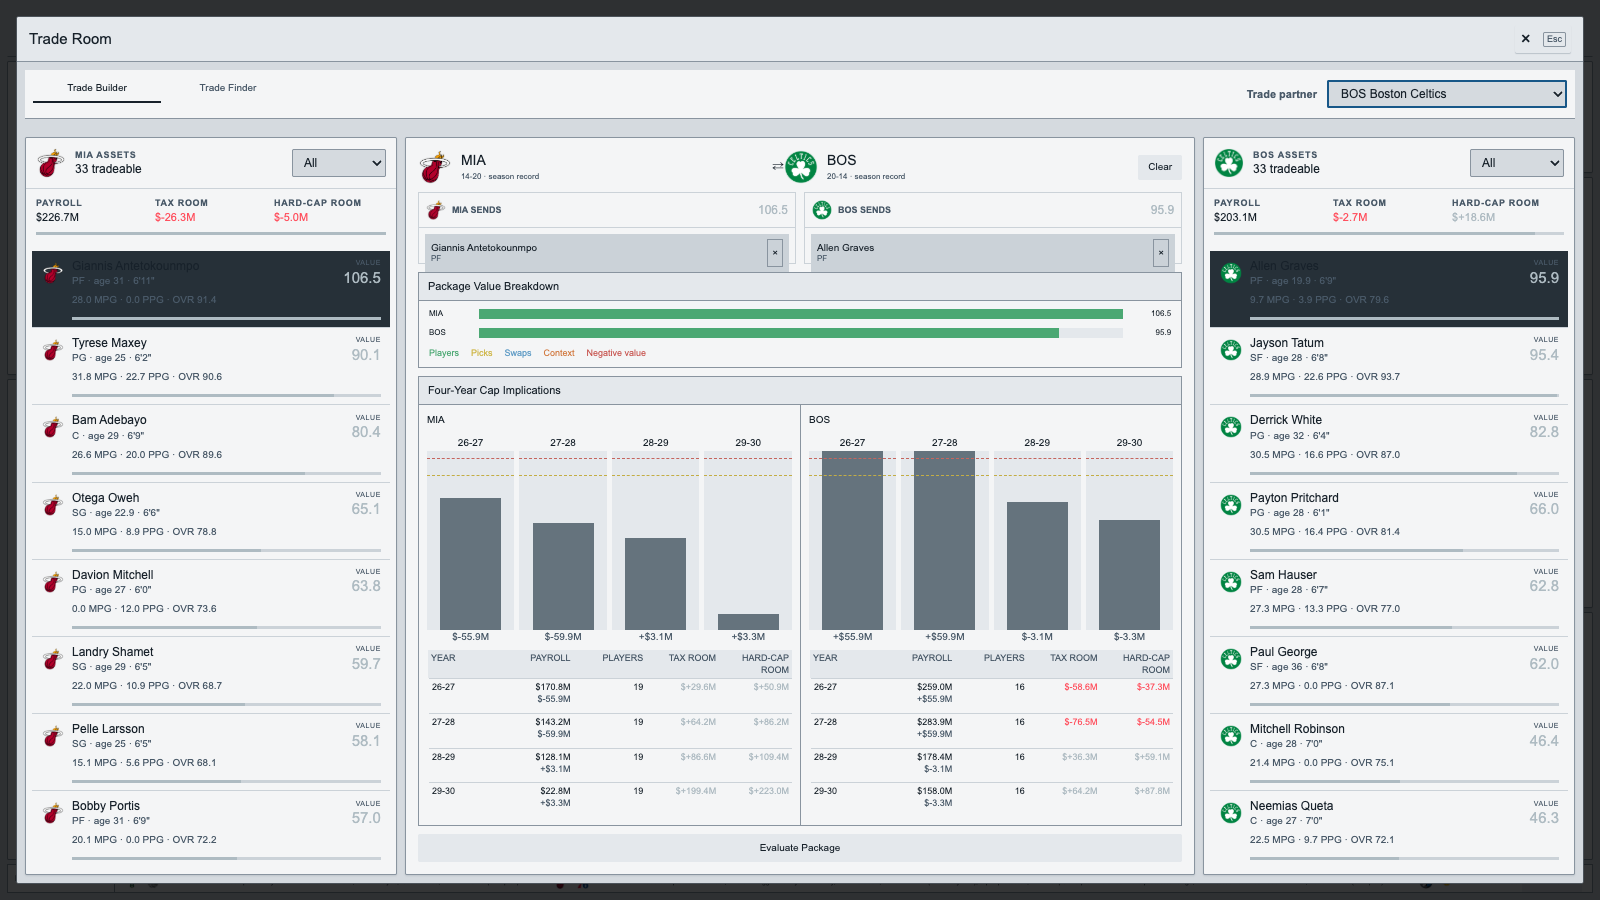 Trade Room
× Esc
Trade Builder
Trade Finder
Trade partner
BOS Boston Celtics
MIA ASSETS
33 tradeable
All
PAYROLL TAX ROOM HARD-CAP ROOM
$226.7M $-26.3M $-5.0M
Giannis Antetokounmpo
VALUE
PF · age 31 · 6'11"
106.5
28.0 MPG · 0.0 PPG · OVR 91.4
Tyrese Maxey
VALUE
PG · age 25 · 6'2"
90.1
31.8 MPG · 22.7 PPG · OVR 90.6
Bam Adebayo
VALUE
C · age 29 · 6'9"
80.4
26.6 MPG · 20.0 PPG · OVR 89.6
Otega Oweh
VALUE
SG · age 22.9 · 6'6"
65.1
15.0 MPG · 8.9 PPG · OVR 78.8
Davion Mitchell
VALUE
PG · age 27 · 6'0"
63.8
0.0 MPG · 12.0 PPG · OVR 73.6
Landry Shamet
VALUE
SG · age 29 · 6'5"
59.7
22.0 MPG · 10.9 PPG · OVR 68.7
Pelle Larsson
VALUE
SG · age 25 · 6'5"
58.1
15.1 MPG · 5.6 PPG · OVR 68.1
Bobby Portis
VALUE
PF · age 31 · 6'9"
57.0
20.1 MPG · 0.0 PPG · OVR 72.2
MIA
14-20 · season record
⇄
BOS
20-14 · season record
Clear
MIA SENDS 106.5
Giannis Antetokounmpo
PF
×
BOS SENDS 95.9
Allen Graves
PF
×
Package Value Breakdown
MIA 106.5
BOS 95.9
Players Picks Swaps Context Negative value
Four-Year Cap Implications
MIA
26-27 27-28 28-29 29-30
$-55.9M $-59.9M +$3.1M +$3.3M
YEAR PAYROLL PLAYERS TAX ROOM HARD-CAP ROOM
26-27 $170.8M 19 $+29.6M $+50.9M
$-55.9M
27-28 $143.2M 19 $+64.2M $+86.2M
$-59.9M
28-29 $128.1M 19 $+86.6M $+109.4M
+$3.1M
29-30 $22.8M 19 $+199.4M $+223.0M
+$3.3M
BOS
26-27 27-28 28-29 29-30
+$55.9M +$59.9M $-3.1M $-3.3M
YEAR PAYROLL PLAYERS TAX ROOM HARD-CAP ROOM
26-27 $259.0M 16 $-58.6M $-37.3M
+$55.9M
27-28 $283.9M 16 $-76.5M $-54.5M
+$59.9M
28-29 $178.4M 16 $+36.3M $+59.1M
$-3.1M
29-30 $158.0M 16 $+64.2M $+87.8M
$-3.3M
Evaluate Package
BOS ASSETS
33 tradeable
All
PAYROLL TAX ROOM HARD-CAP ROOM
$203.1M $-2.7M $+18.6M
Allen Graves
VALUE
PF · age 19.9 · 6'9"
95.9
9.7 MPG · 3.9 PPG · OVR 79.6
Jayson Tatum
VALUE
SF · age 28 · 6'8"
95.4
28.9 MPG · 22.6 PPG · OVR 93.7
Derrick White
VALUE
PG · age 32 · 6'4"
82.8
30.5 MPG · 16.6 PPG · OVR 87.0
Payton Pritchard
VALUE
PG · age 28 · 6'1"
66.0
30.5 MPG · 16.4 PPG · OVR 81.4
Sam Hauser
VALUE
PF · age 28 · 6'7"
62.8
27.3 MPG · 13.3 PPG · OVR 77.0
Paul George
VALUE
SF · age 36 · 6'8"
62.0
27.3 MPG · 0.0 PPG · OVR 87.1
Mitchell Robinson
VALUE
C · age 28 · 7'0"
46.4
21.4 MPG · 0.0 PPG · OVR 75.1
Neemias Queta
VALUE
C · age 27 · 7'0"
46.3
22.5 MPG · 9.7 PPG · OVR 72.1